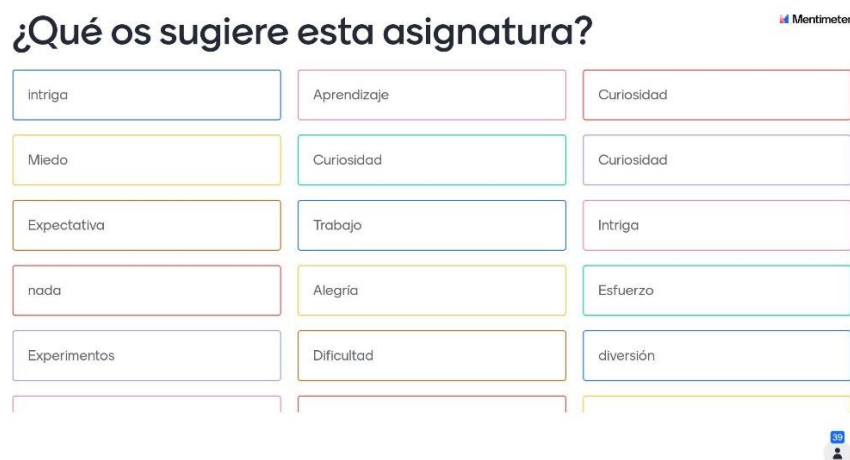 ¿Qué os sugiere esta asignatura?
Mentimeter
intriga
Aprendizaje
Curiosidad
Miedo
Curiosidad
Curiosidad
Expectativa
Trabajo
Intriga
nada
Alegría
Esfuerzo
Experimentos
Dificultad
diversión
39